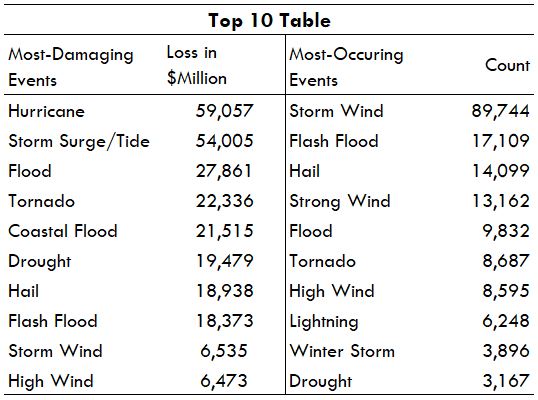 Top 10 Table
Most-Damaging Events Loss in $Million Most-Occuring Events Count
Hurricane 59,057 Storm Wind 89,744
Storm Surge/Tide 54,005 Flash Flood 17,109
Flood 27,861 Hail 14,099
Tornado 22,336 Strong Wind 13,162
Coastal Flood 21,515 Flood 9,832
Drought 19,479 Tornado 8,687
Hail 18,938 High Wind 8,595
Flash Flood 18,373 Lightning 6,248
Storm Wind 6,535 Winter Storm 3,896
High Wind 6,473 Drought 3,167